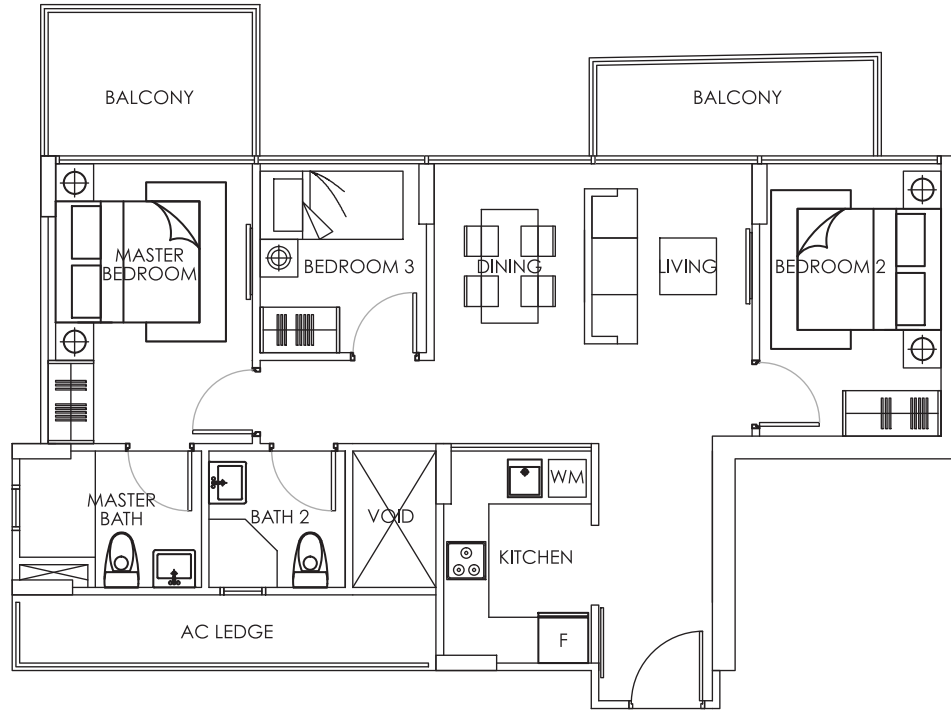 BALCONY
BALCONY
MASTER
BEDROOM
BEDROOM 3
DINING
LIVING
BEDROOM 2
MASTER
BATH
BATH 2
VOID
WM
KITCHEN
F
AC LEDGE